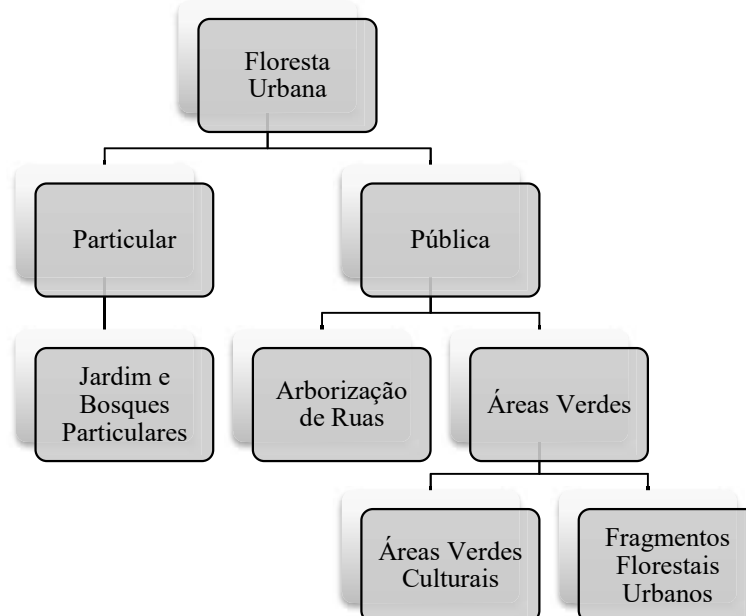 Floresta
Urbana
Particular
Pública
Jardim e
Bosques
Particulares
Arborização
de Ruas
Áreas Verdes
Áreas Verdes
Culturais
Fragmentos
Florestais
Urbanos